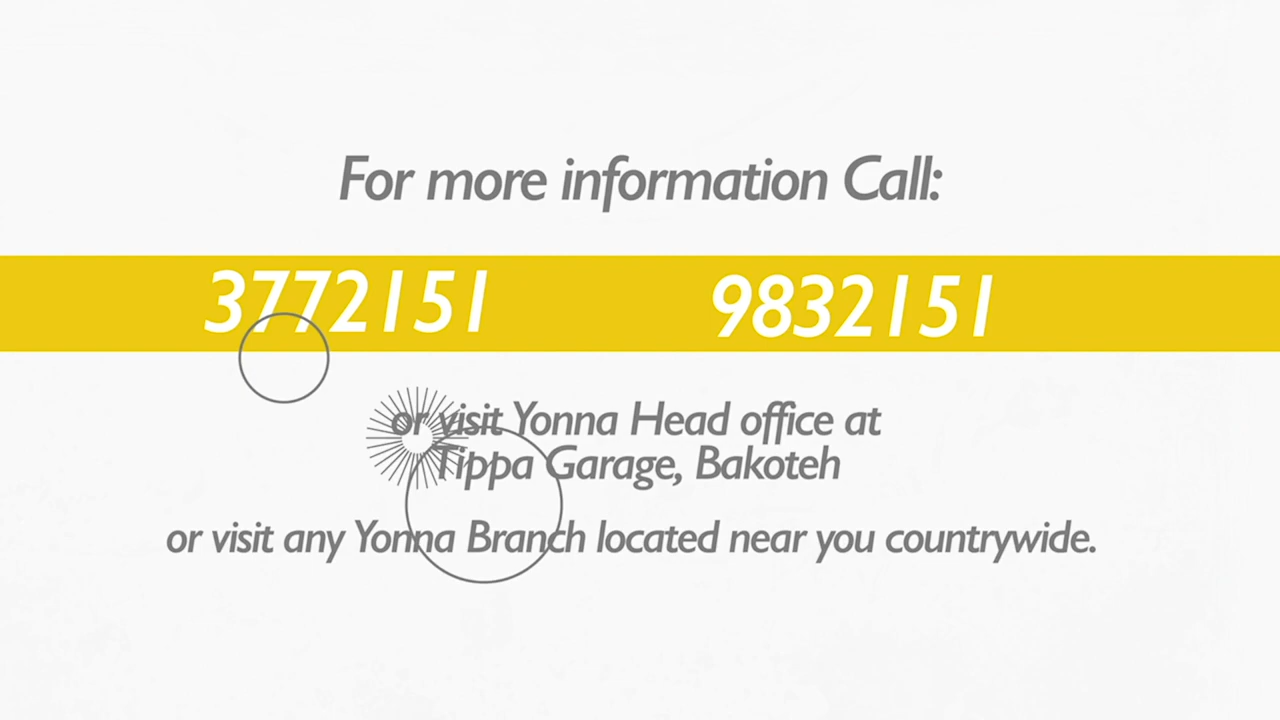 For more information Call:
3772151 9832151
or visit Yonna Head office at
Tippa Garage, Bakoteh
or visit any Yonna Branch located near you countrywide.